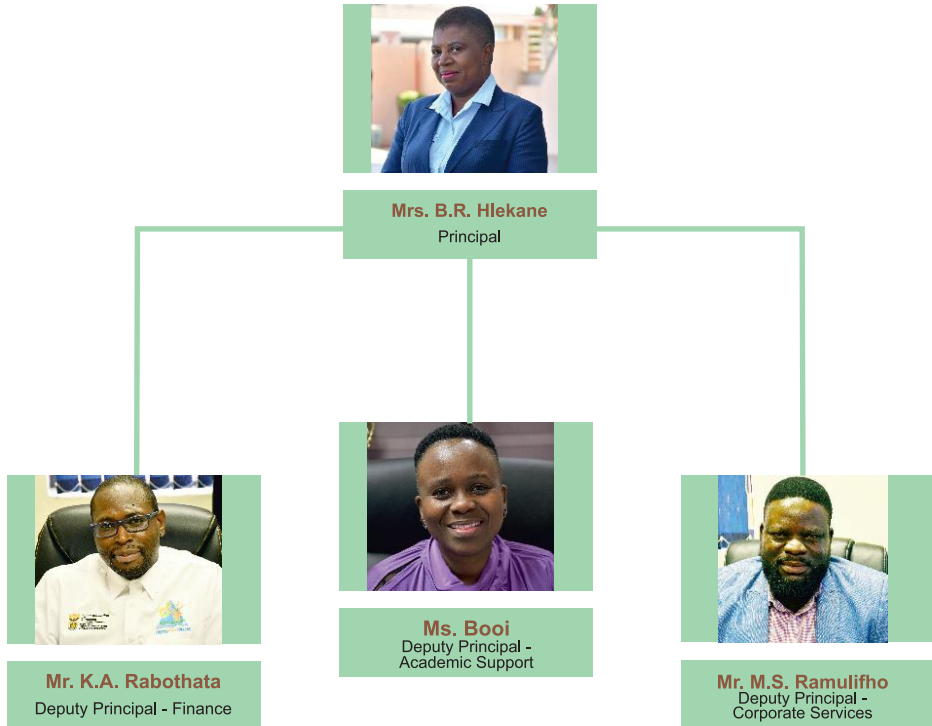 Mrs. B.R. Hlekane
Principal
Ms. Booi
Deputy Principal -
Academic Support
Mr. K.A. Rabothata
Deputy Principal - Finance
Mr. M.S. Ramulifho
Deputy Principal -
Corporate Services